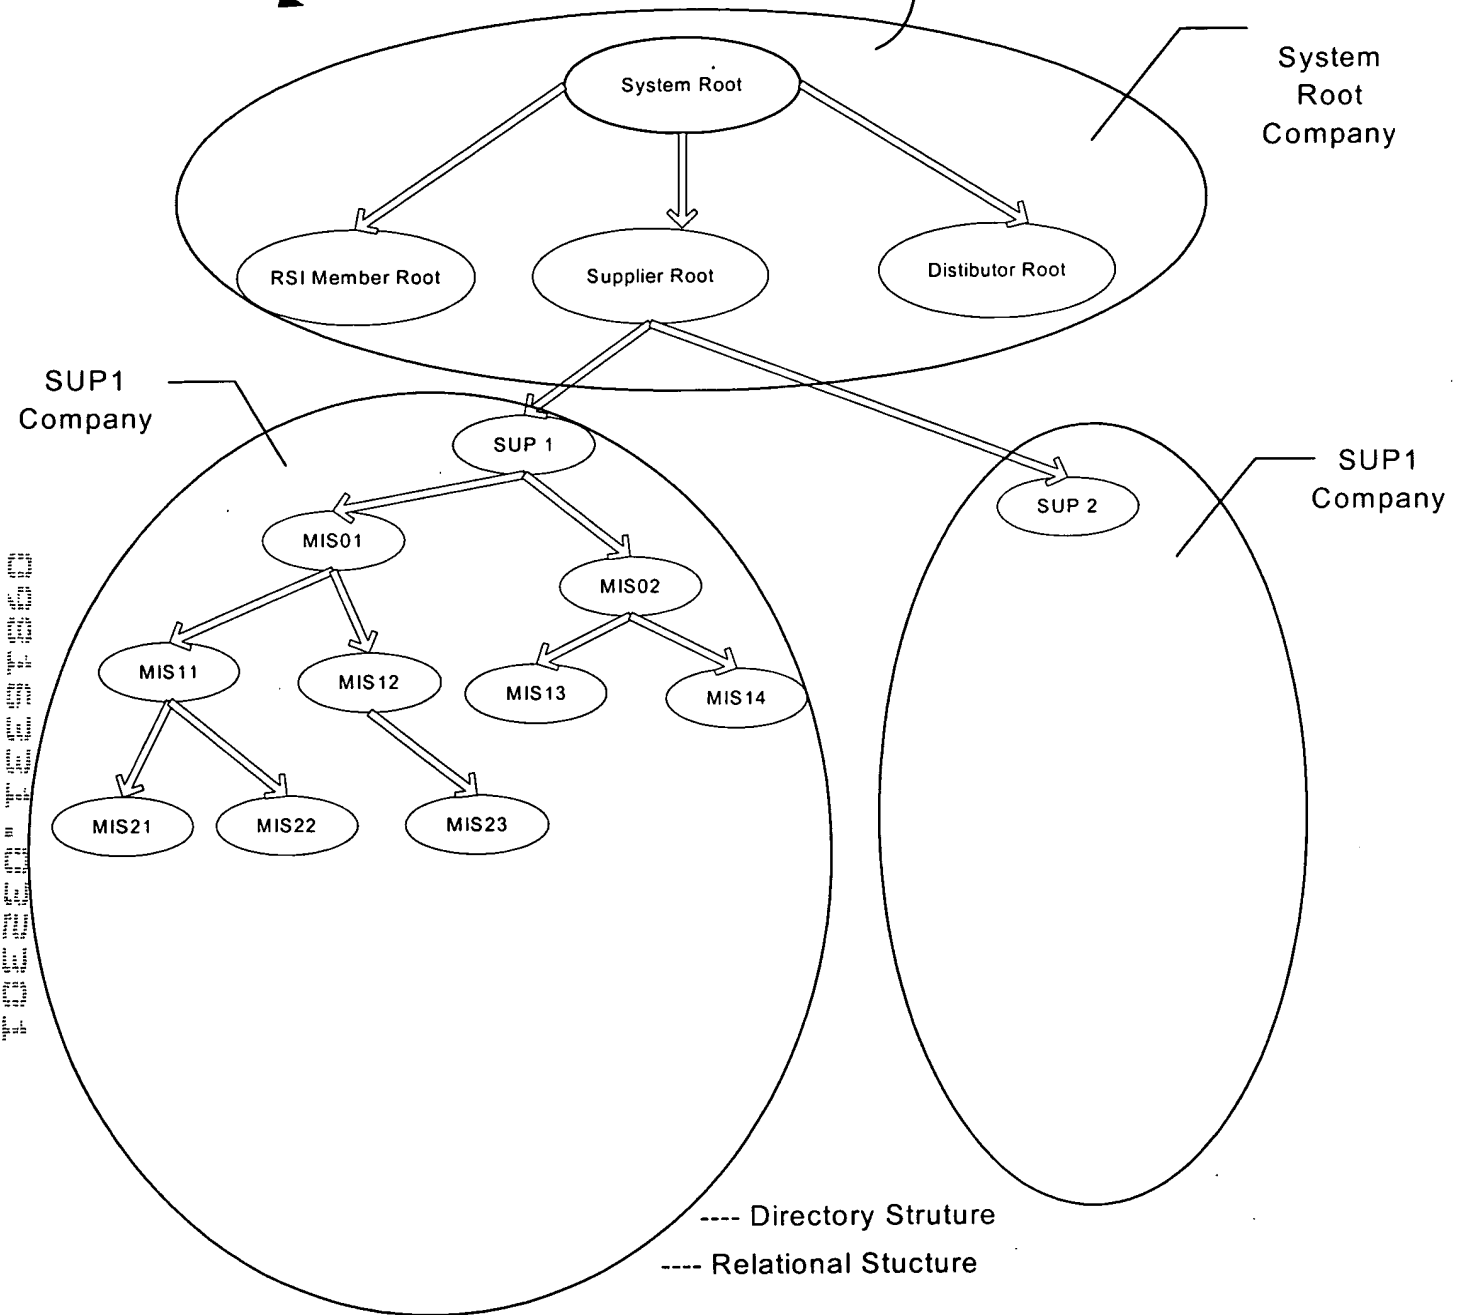 System Root
System
Root
Company
RSI Member Root
Supplier Root
Distibutor Root
SUP1
Company
SUP 1
SUP1
Company
SUP 2
MIS01
MIS02
MIS11
MIS12
MIS13
MIS14
MIS21
MIS22
MIS23
---- Directory Struture
---- Relational Stucture